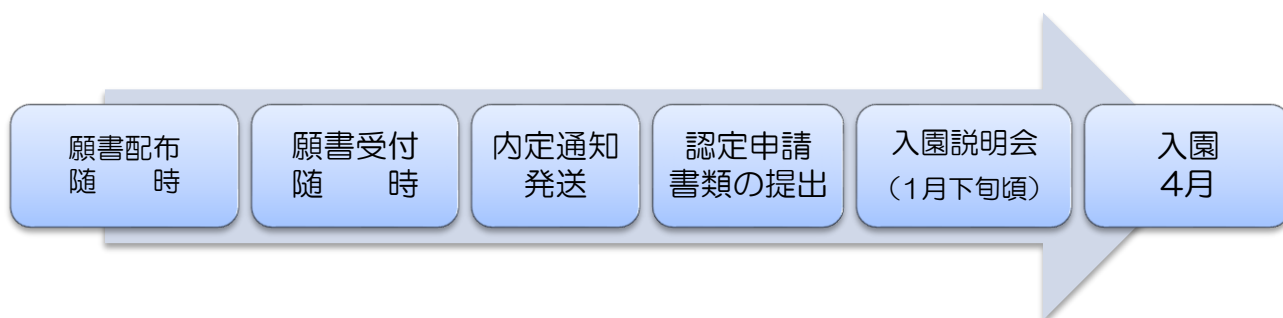 願書配布
随　　時
願書受付
随　　時
内定通知
発送
認定申請
書類の提出
入園説明会
（1月下旬頃）
入園
4月